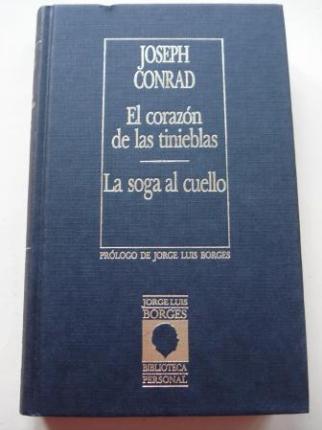 JOSEPH
CONRAD
El corazón
de las tinieblas
La soga al cuello
PRÓLOGO DE JORGE LUIS BORGES
JORGE LUIS
BORGES
BIBLIOTECA
PERSONAL